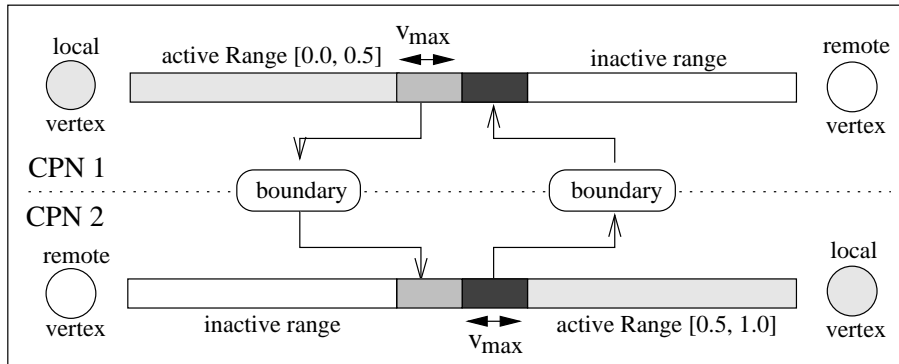 local
active Range [0.0, 0.5]
vmax
inactive range
remote
vertex
vertex
CPN 1
boundary
boundary
CPN 2
remote
local
vertex
inactive range
vmax
active Range [0.5, 1.0]
vertex